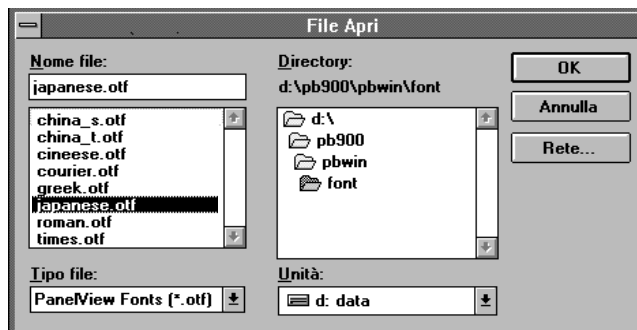 File Apri
Nome file:
japanese.otf
china_s.otf
china_t.otf
cineese.otf
courier.otf
greek.otf
japanese.otf
roman.otf
times.otf
Tipo file:
PanelView Fonts (*.otf)
Directory:
d:\pb900\pbwin\font
d:\
pb900
pbwin
font
Unità:
d: data
OK
Annulla
Rete...